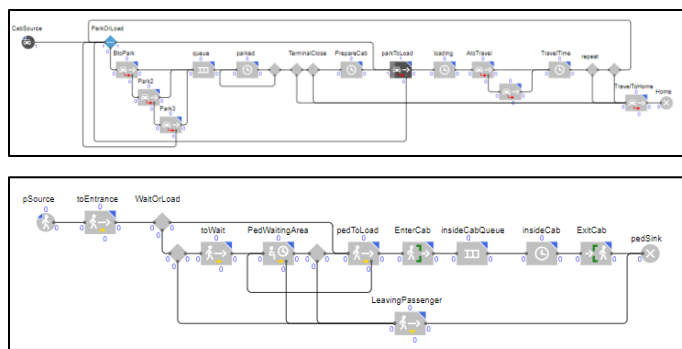 CabSource
ParkOrLoad
BtoPark
queue
parked
TerminalClose
PrepareCab
parkToLoad
loading
AtoTravel
TravelTime
repeat
Park2
Park3
TravelToHome
Home
pSource
toEntrance
WaitOrLoad
toWait
PedWaitingArea
pedToLoad
EnterCab
insideCabQueue
insideCab
ExitCab
pedSink
LeavingPassenger